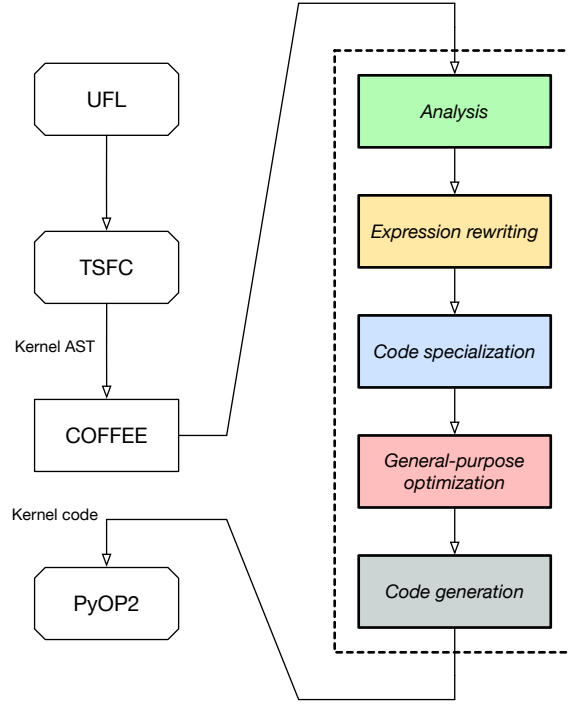 UFL
TSFC
Kernel AST
COFFEE
Analysis
Expression rewriting
Code specialization
General-purpose
optimization
Code generation
Kernel code
PyOP2